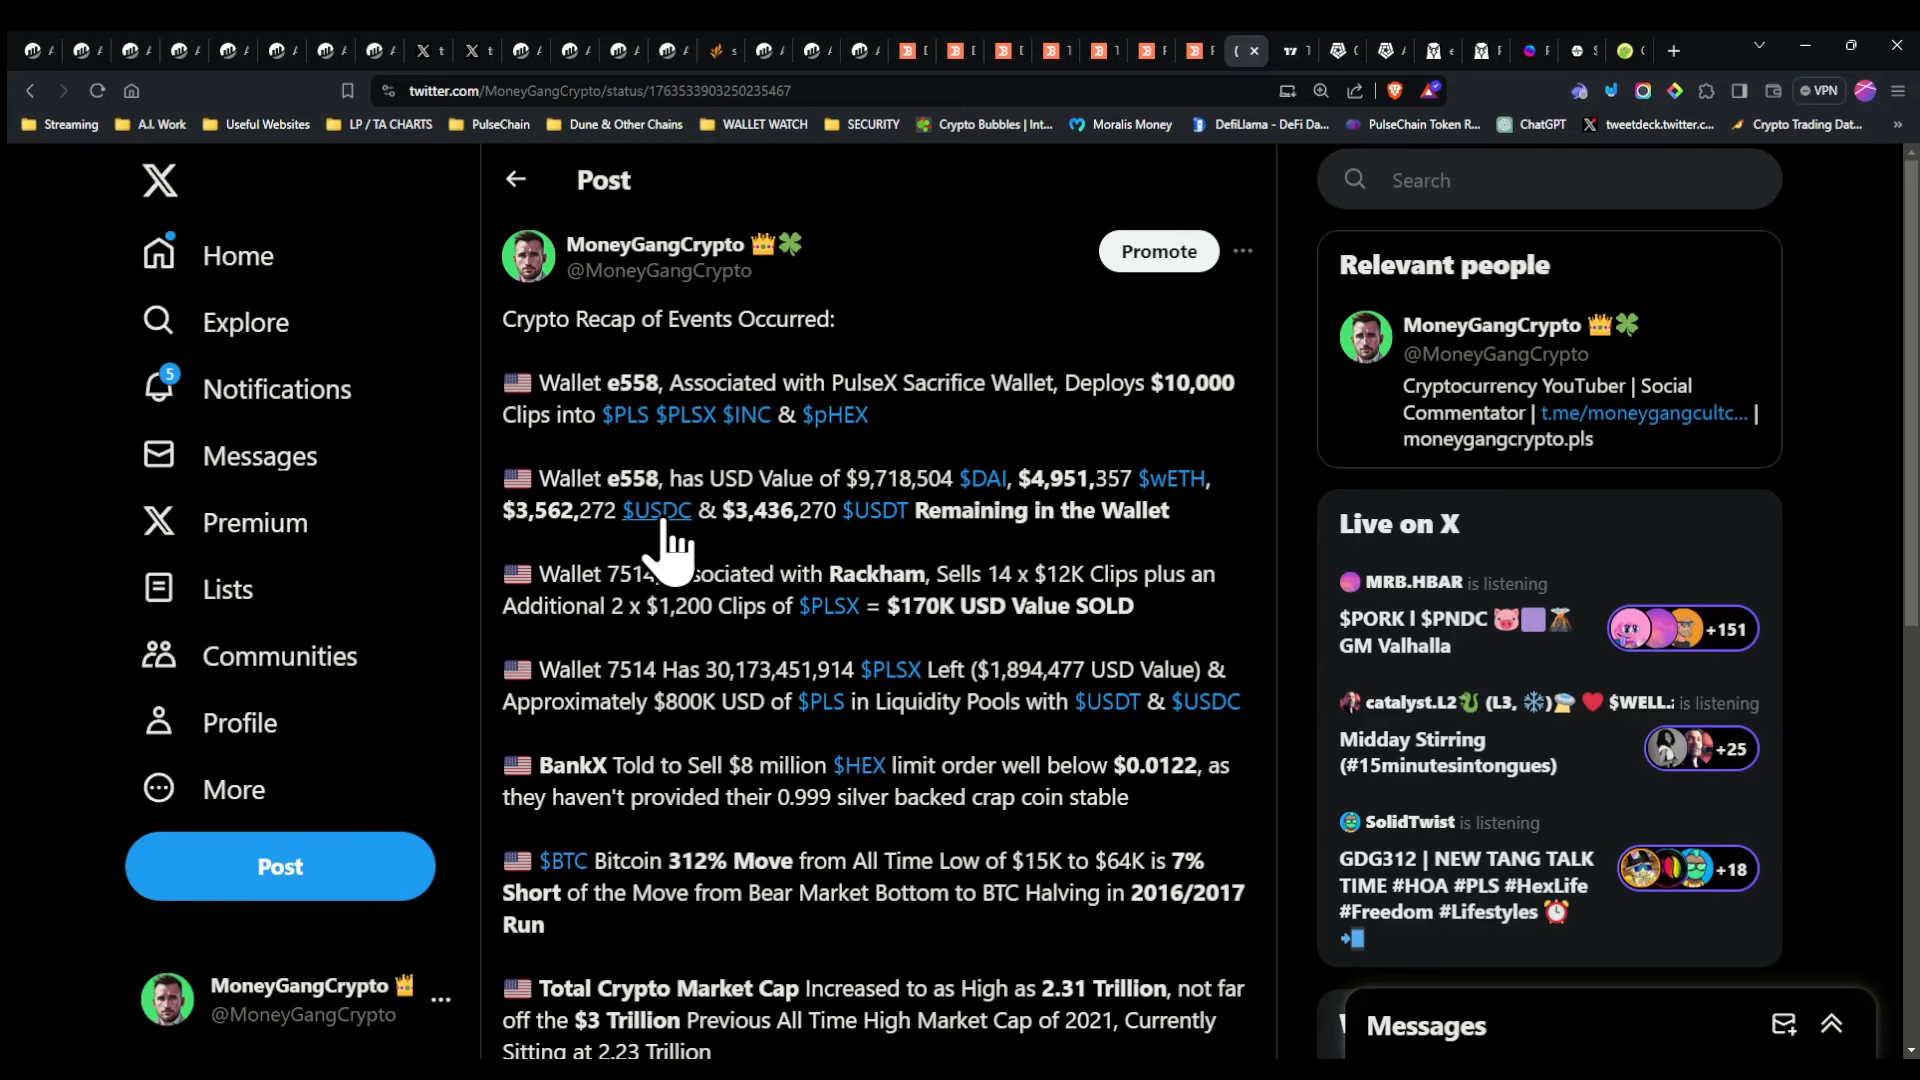 twitter.com/MoneyGangCrypto/status/1763533903250235467
VPN
Streaming
A.I. Work
Useful Websites
LP / TA CHARTS
PulseChain
Dune & Other Chains
WALLET WATCH
SECURITY
Crypto Bubbles | Int...
Moralis Money
DefiLlama - DeFi Da...
PulseChain Token R...
ChatGPT
tweetdeck.twitter.c...
Crypto Trading Dat...
Home
Explore
5
Notifications
Messages
Premium
Lists
Communities
Profile
More
Post
MoneyGangCrypto
@MoneyGangCrypto
Post
MoneyGangCrypto
@MoneyGangCrypto
Promote
Crypto Recap of Events Occurred:
Wallet e558, Associated with PulseX Sacrifice Wallet, Deploys $10,000
Clips into $PLS $PLSX $INC & $pHEX
Wallet e558, has USD Value of $9,718,504 $DAI, $4,951,357 $wETH,
$3,562,272 $USDC & $3,436,270 $USDT Remaining in the Wallet
Wallet 7514, with Rackham, Sells 14 x $12K Clips plus an
Additional 2 x $1,200 Clips of $PLSX = $170K USD Value SOLD
Wallet 7514 Has 30,173,451,914 $PLSX Left ($1,894,477 USD Value) &
Approximately $800K USD of $PLS in Liquidity Pools with $USDT & $USDC
BankX Told to Sell $8 million $HEX limit order well below $0.0122, as
they haven't provided their 0.999 silver backed crap coin stable
$BTC Bitcoin 312% Move from All Time Low of $15K to $64K is 7%
Short of the Move from Bear Market Bottom to BTC Halving in 2016/2017
Run
Total Crypto Market Cap Increased to as High as 2.31 Trillion, not far
off the $3 Trillion Previous All Time High Market Cap of 2021, Currently
Sitting at 2.23 Trillion
Search
Relevant people
MoneyGangCrypto
@MoneyGangCrypto
Cryptocurrency YouTuber | Social
Commentator | t.me/moneygangcultc... |
moneygangcrypto.pls
Live on X
MRB.HBAR is listening
$PORK l $PNDC
GM Valhalla
+151
catalyst.L2 (L3, ) $WELL.: is listening
Midday Stirring
(#15minutesintongues)
+25
SolidTwist is listening
GDG312 | NEW TANG TALK
TIME #HOA #PLS #HexLife
#Freedom #Lifestyles
+18
Messages